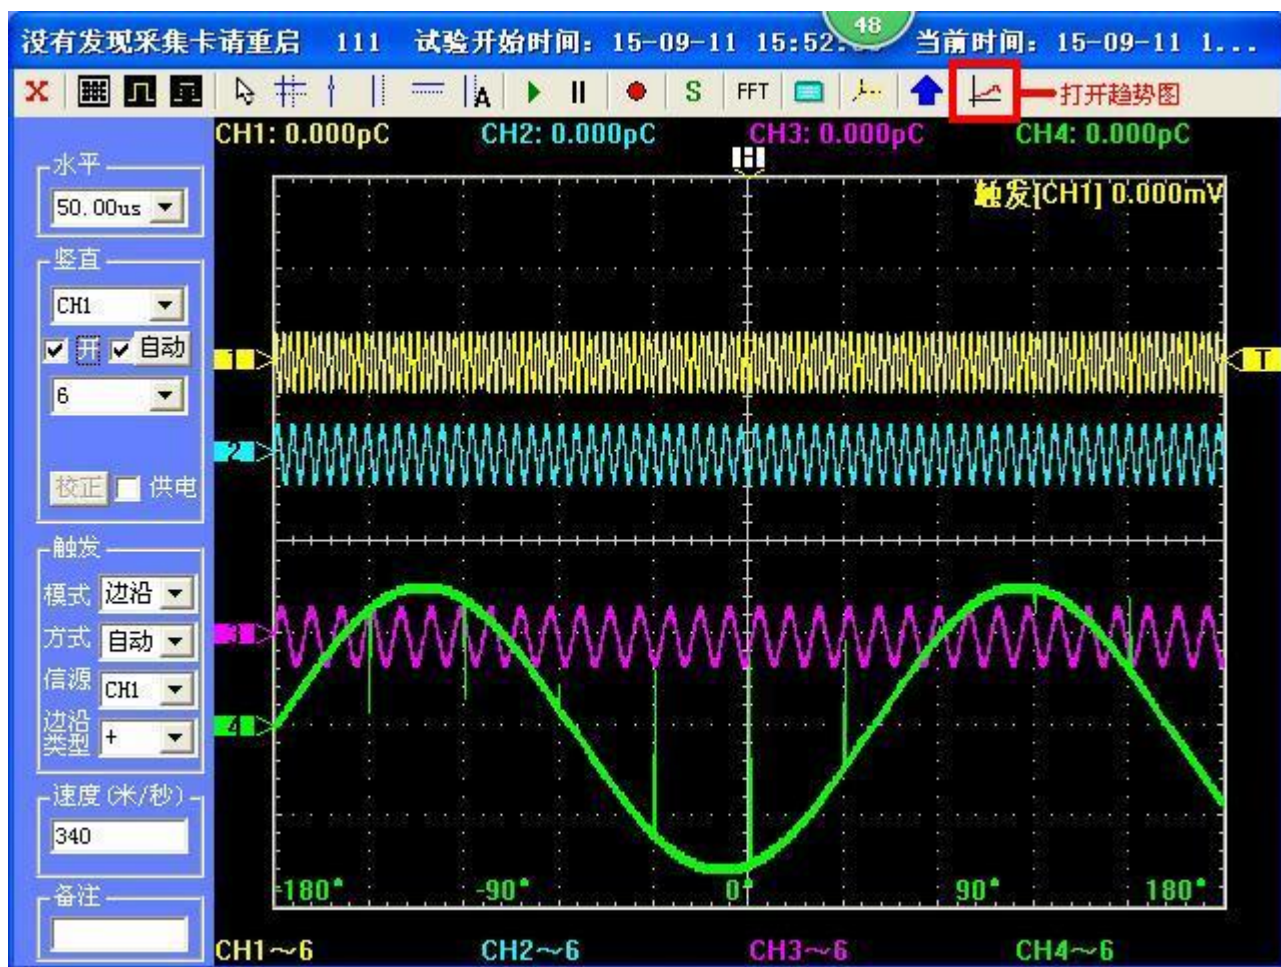 没有发现采集卡请重启 111 试验开始时间: 15-09-11 15:52: 当前时间: 15-09-11 1...
48
A S FFT 打开趋势图
CH1: 0.000pC CH2: 0.000pC CH3: 0.000pC CH4: 0.000pC
水平
50.00us
H
触发[CH1] 0.000mV
竖直
CH1
开 自动
6
校正 供电
1
T
2
3
4
触发
模式 边沿
方式 自动
信源 CH1
边沿类型 +
速度(米/秒)
340
备注
-180° -90° 0° 90° 180°
CH1~6 CH2~6 CH3~6 CH4~6